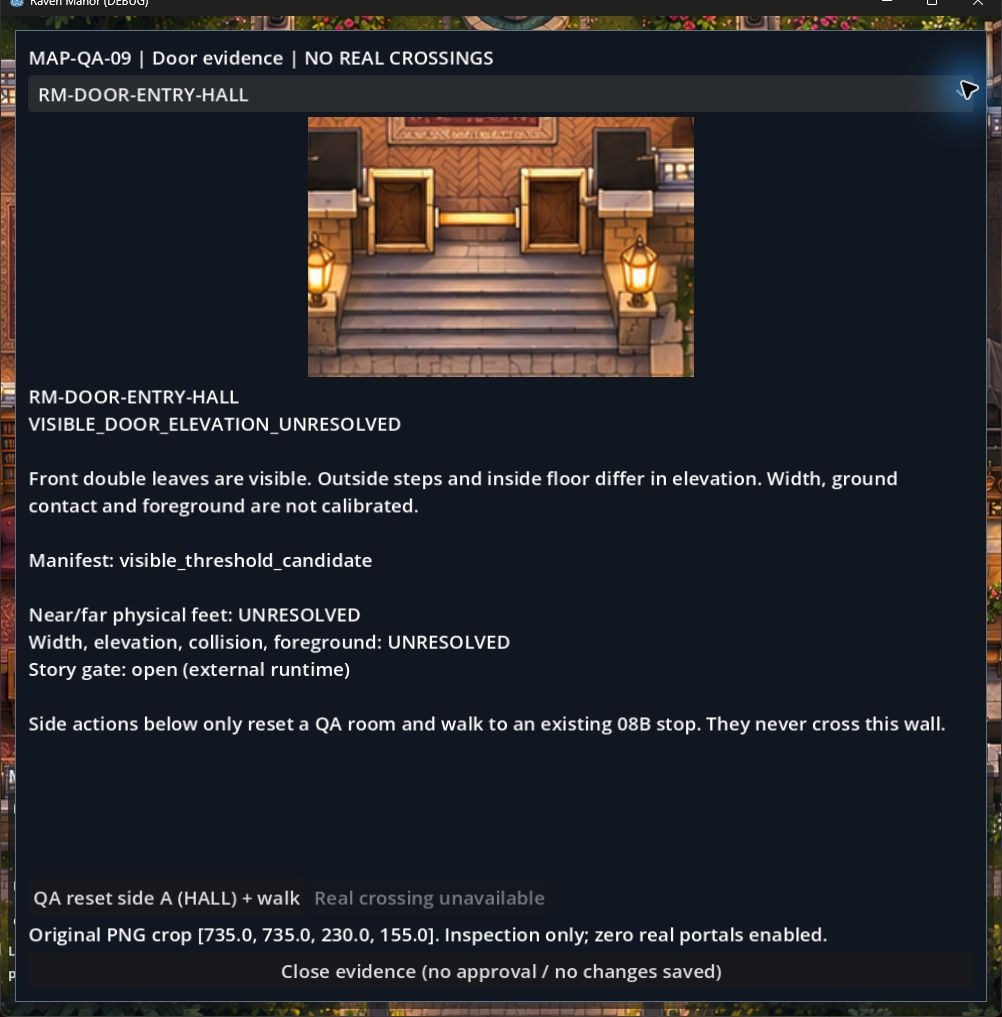 Raven Manor (DEBUG)
MAP-QA-09 | Door evidence | NO REAL CROSSINGS
RM-DOOR-ENTRY-HALL
RM-DOOR-ENTRY-HALL
VISIBLE_DOOR_ELEVATION_UNRESOLVED
Front double leaves are visible. Outside steps and inside floor differ in elevation. Width, ground
contact and foreground are not calibrated.
Manifest: visible_threshold_candidate
Near/far physical feet: UNRESOLVED
Width, elevation, collision, foreground: UNRESOLVED
Story gate: open (external runtime)
Side actions below only reset a QA room and walk to an existing 08B stop. They never cross this wall.
QA reset side A (HALL) + walk Real crossing unavailable
Original PNG crop [735.0, 735.0, 230.0, 155.0]. Inspection only; zero real portals enabled.
Close evidence (no approval / no changes saved)